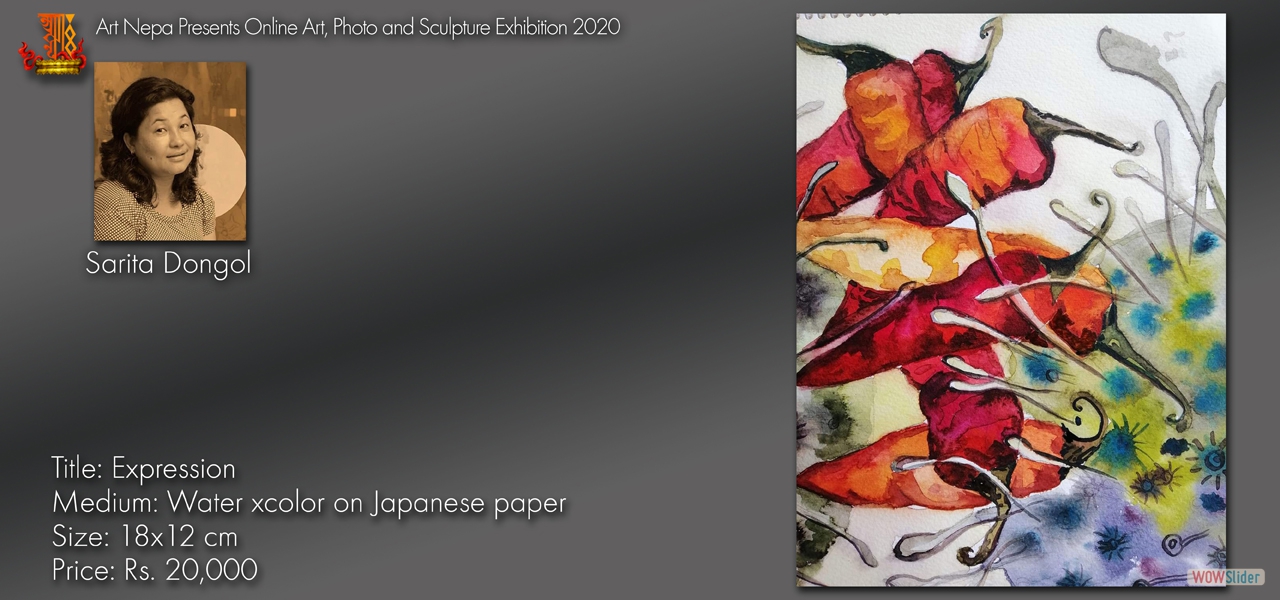 Art Nepa Presents Online Art, Photo and Sculpture Exhibition 2020
Sarita Dongol
Title: Expression
Medium: Water xcolor on Japanese paper
Size: 18x12 cm
Price: Rs. 20,000
WOWSlider